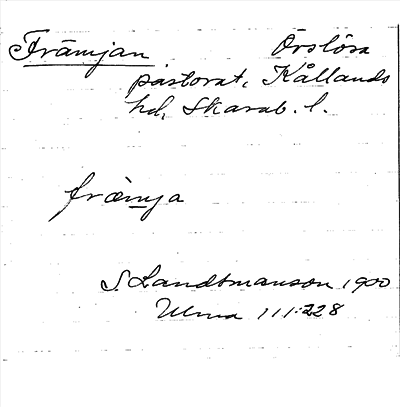 Främjan. Örslösa
pastorat, Kållands
hd, Skarab. l.
främja
S. Landtmanson 1900
Ulma 111:228